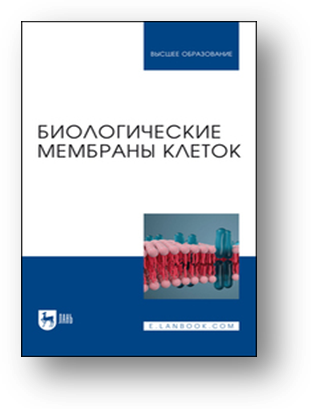 ВЫСШЕЕ ОБРАЗОВАНИЕ
БИОЛОГИЧЕСКИЕ
МЕМБРАНЫ КЛЕТОК
ЛАНЬ
E.LANBOOK.COM